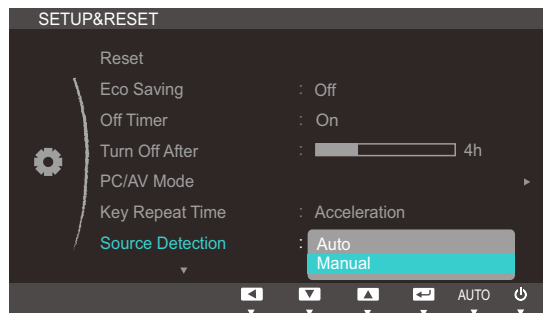 SETUP&RESET
Reset
Eco Saving : Off
Off Timer : On
Turn Off After : 4h
PC/AV Mode
Key Repeat Time : Acceleration
Source Detection : Auto
Manual
AUTO